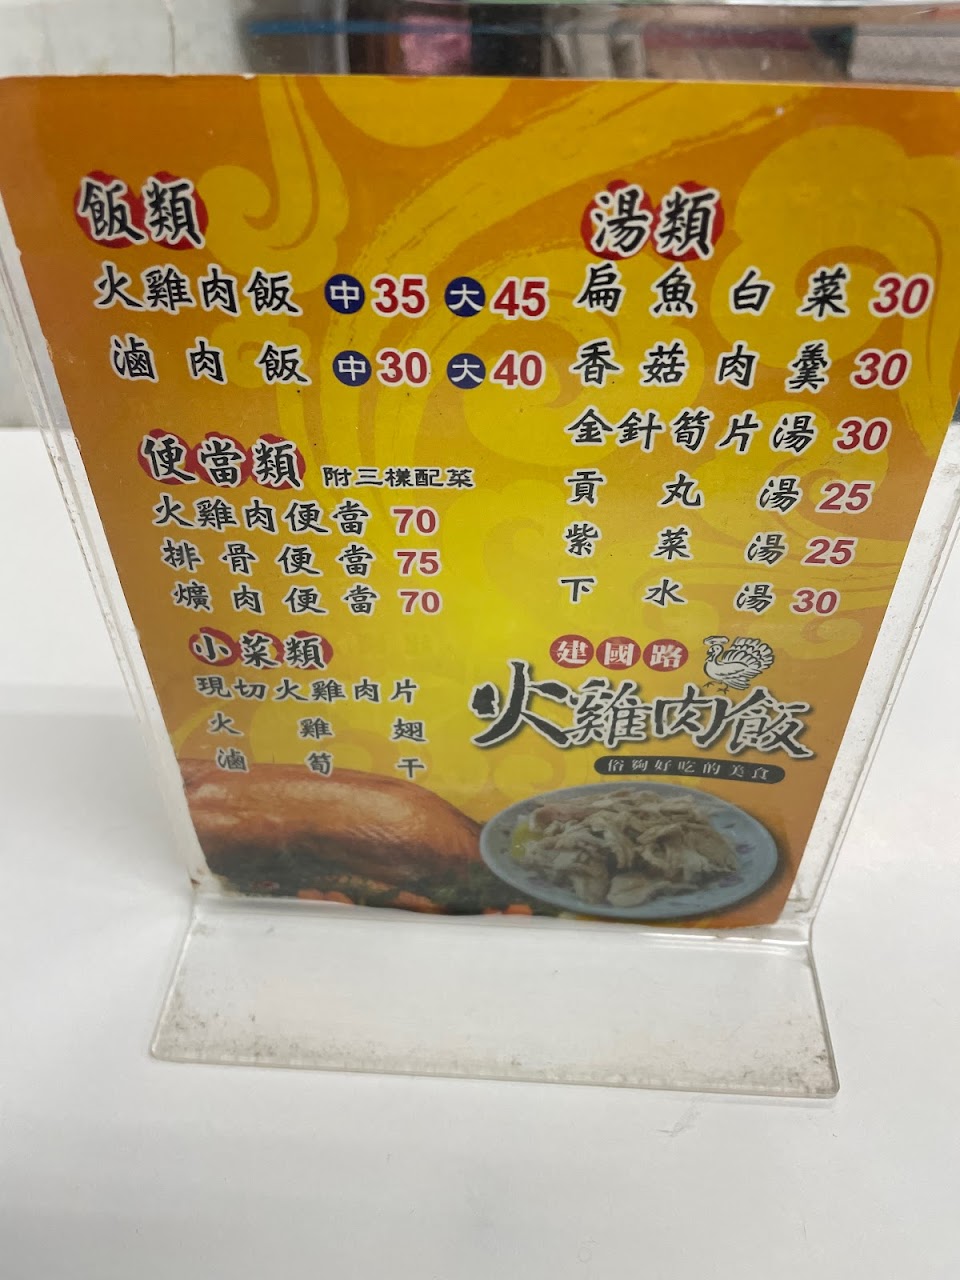 飯類
火雞肉飯 中35 大45
滷肉飯 中30 大40
便當類 附三樣配菜
火雞肉便當 70
排骨便當 75
爌肉便當 70
小菜類
現切火雞肉片
火雞翅
滷筍干
湯類
扁魚白菜 30
香菇肉羹 30
金針筍片湯 30
貢丸湯 25
紫菜湯 25
下水湯 30
建國路
火雞肉飯
俗夠好吃的美食